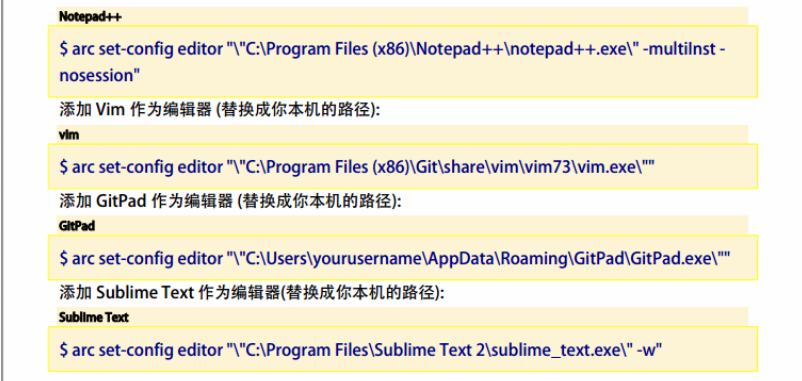 Notepad++
$ arc set-config editor "\"C:\Program Files (x86)\Notepad++\notepad++.exe\" -multiInst -
nosession"
添加 Vim 作为编辑器 (替换成你本机的路径):
vim
$ arc set-config editor "\"C:\Program Files (x86)\Git\share\vim\vim73\vim.exe\""
添加 GitPad 作为编辑器 (替换成你本机的路径):
GitPad
$ arc set-config editor "\"C:\Users\yourusername\AppData\Roaming\GitPad\GitPad.exe\""
添加 Sublime Text 作为编辑器(替换成你本机的路径):
Sublime Text
$ arc set-config editor "\"C:\Program Files\Sublime Text 2\sublime_text.exe\" -w"